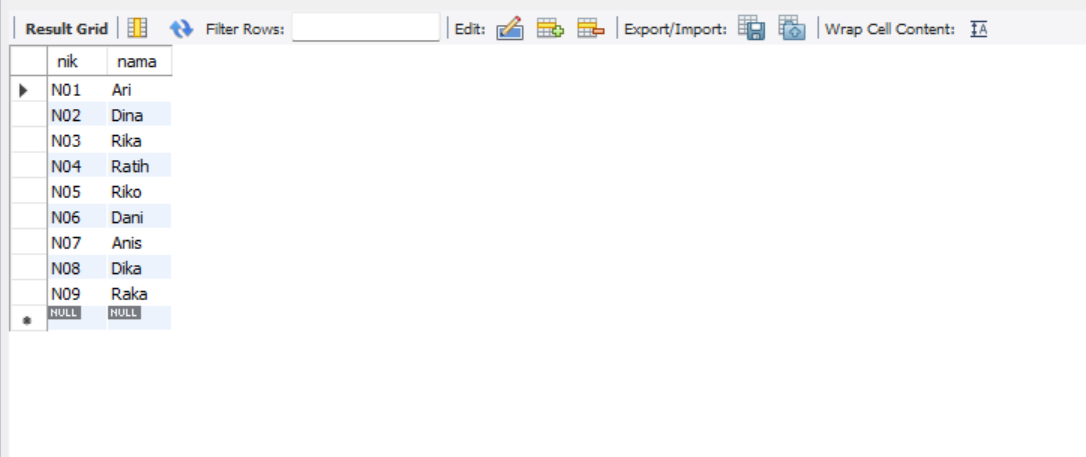 Result Grid Filter Rows: Edit: Export/Import: Wrap Cell Content: IA
nik nama
N01 Ari
N02 Dina
N03 Rika
N04 Ratih
N05 Riko
N06 Dani
N07 Anis
N08 Dika
N09 Raka
NULL NULL